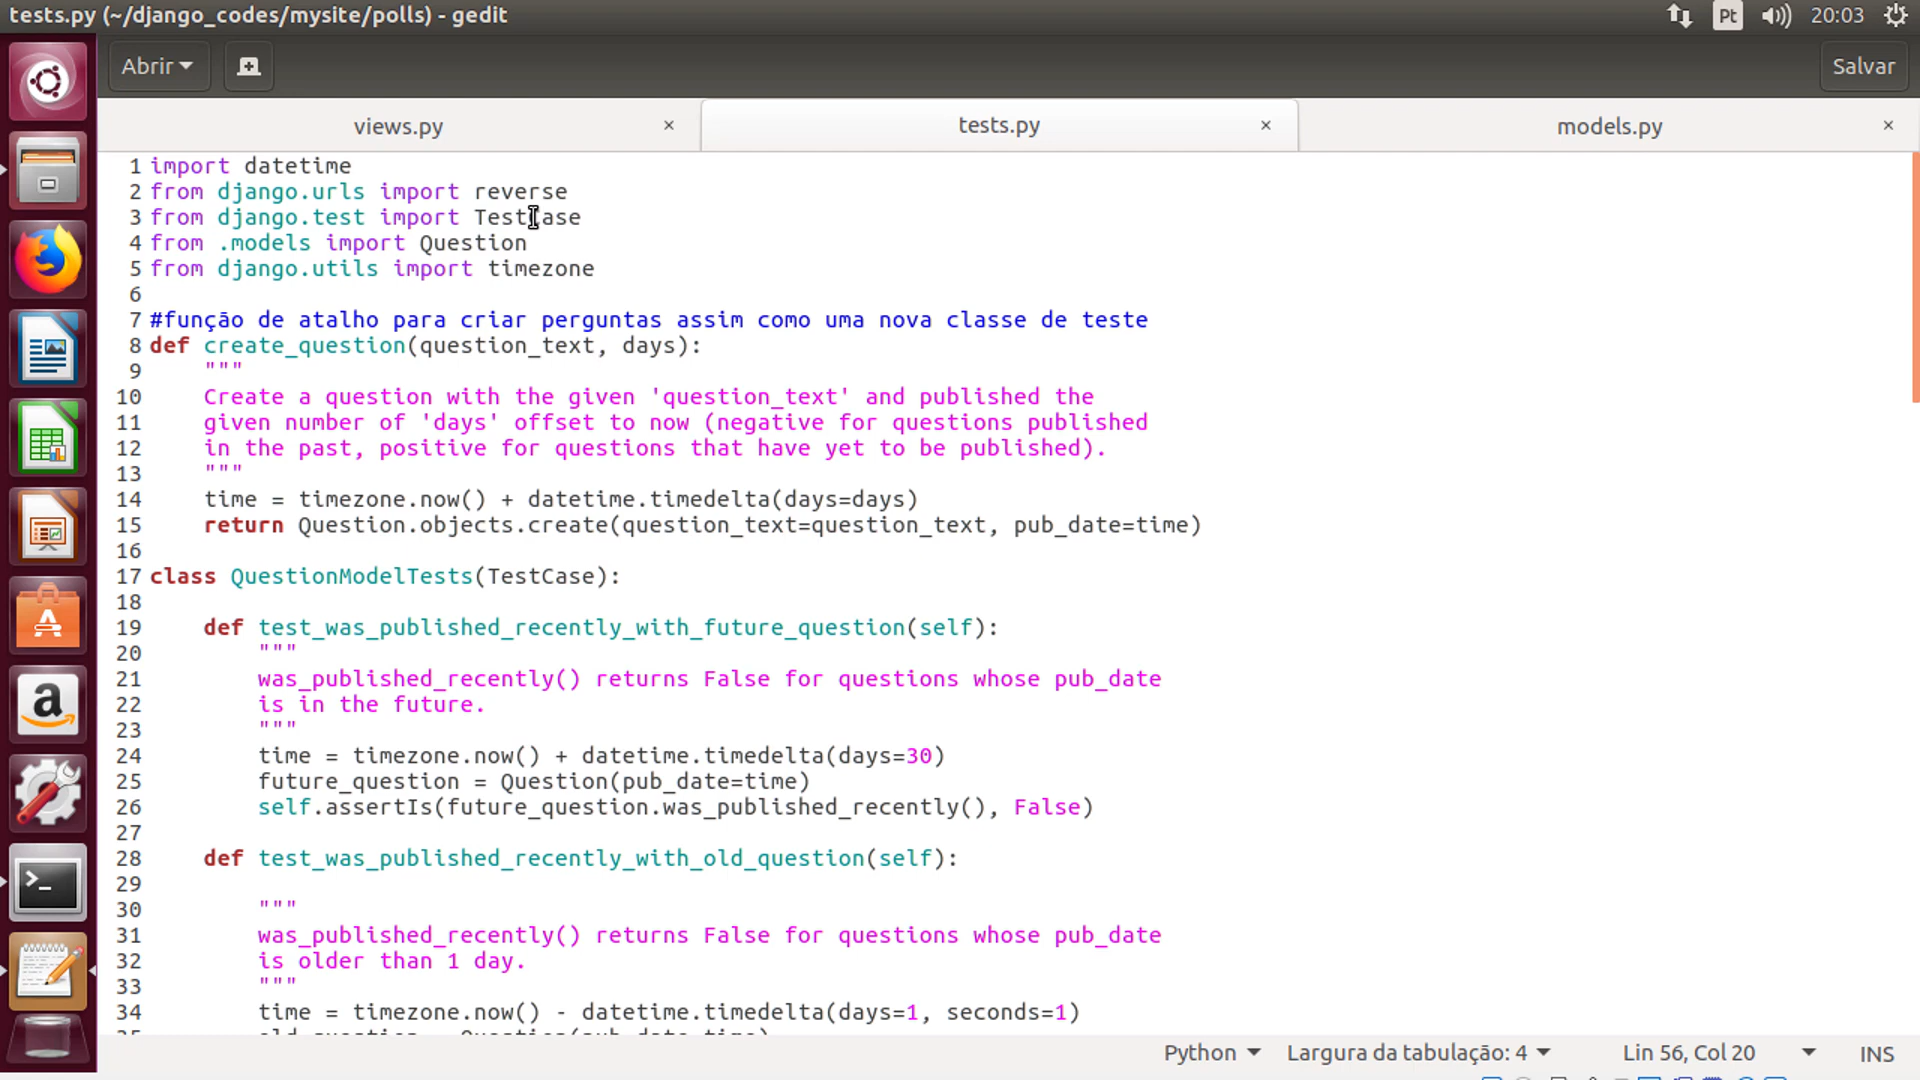 tests.py (~/django_codes/mysite/polls) - gedit
Pt 20:03
Abrir Salvar
views.py × tests.py × models.py ×
1 import datetime
2 from django.urls import reverse
3 from django.test import TestCase
4 from .models import Question
5 from django.utils import timezone
6
7 #função de atalho para criar perguntas assim como uma nova classe de teste
8 def create_question(question_text, days):
9     """
10     Create a question with the given 'question_text' and published the
11     given number of 'days' offset to now (negative for questions published
12     in the past, positive for questions that have yet to be published).
13     """
14     time = timezone.now() + datetime.timedelta(days=days)
15     return Question.objects.create(question_text=question_text, pub_date=time)
16
17 class QuestionModelTests(TestCase):
18
19     def test_was_published_recently_with_future_question(self):
20         """
21         was_published_recently() returns False for questions whose pub_date
22         is in the future.
23         """
24         time = timezone.now() + datetime.timedelta(days=30)
25         future_question = Question(pub_date=time)
26         self.assertIs(future_question.was_published_recently(), False)
27
28     def test_was_published_recently_with_old_question(self):
29
30         """
31         was_published_recently() returns False for questions whose pub_date
32         is older than 1 day.
33         """
34         time = timezone.now() - datetime.timedelta(days=1, seconds=1)
Python Largura da tabulação: 4 Lin 56, Col 20 INS